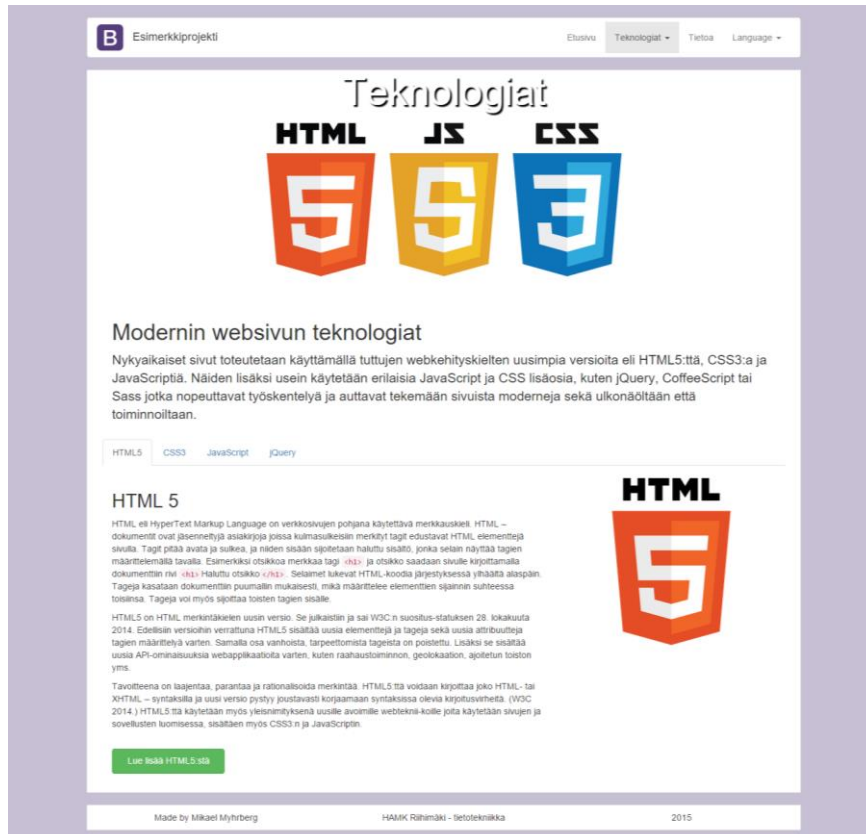 B Esimerkkiprojekti Etusivu Teknologiat Tietoa Language
Teknologiat
HTML JS CSS
5 5 3
Modernin websivun teknologiat
Nykyaikaiset sivut toteutetaan käyttämällä tuttujen webkehityskielten uusimpia versioita eli HTML5:ttä, CSS3:a ja
JavaScriptiä. Näiden lisäksi usein käytetään erilaisia JavaScript ja CSS lisäosia, kuten jQuery, CoffeeScript tai
Sass jotka nopeuttavat työskentelyä ja auttavat tekemään sivuista moderneja sekä ulkonäöltään että
toiminnoiltaan.
HTML5 CSS3 JavaScript jQuery
HTML
5
HTML 5
HTML eli HyperText Markup Language on verkkosivujen pohjana käytettävä merkkauskieli. HTML –
dokumentit ovat jäsenneltyjä asiakirjoja joissa kulmasulkeisiin merkityt tagit edustavat HTML elementtejä
sivulla. Tagit pitää avata ja sulkea, ja niiden sisään sijoitetaan haluttu sisältö, jonka selain näyttää tagien
määrittelemällä tavalla. Esimerkiksi otsikkoa merkkaa tagi <h1> ja otsikko saadaan sivulle kirjoittamalla
dokumenttiin rivi <h1> Haluttu otsikko </h1>. Selaimet lukevat HTML-koodia järjestyksessä ylhäältä alaspäin.
Tageja kasataan dokumenttiin puumallin mukaisesti, mikä määrittelee elementtien sijainnin suhteessa
toisiinsa. Tageja voi myös sijoittaa toisten tagien sisälle.
HTML5 on HTML merkintäkielen uusin versio. Se julkaistiin ja sai W3C:n suositus-statuksen 28. lokakuuta
2014. Edellisiin versioihin verrattuna HTML5 sisältää uusia elementtejä ja tageja sekä uusia attribuutteja
tagien määrittelyä varten. Samalla osa vanhoista, tarpeettomista tageista on poistettu. Lisäksi se sisältää
uusia API-ominaisuuksia webapplikaatioita varten, kuten raahaustoiminnon, geolokaation, ajoitetun toiston
yms.
Tavoitteena on laajentaa, parantaa ja rationalisoida merkintää. HTML5:ttä voidaan kirjoittaa joko HTML- tai
XHTML – syntaksilla ja uusi versio pystyy joustavasti korjaamaan syntaksissa olevia kirjoitusvirheitä. (W3C
2014.) HTML5:ttä käytetään myös yleisnimityksenä uusille avoimille webteknii-koille joita käytetään sivujen ja
sovellusten luomisessa, sisältäen myös CSS3:n ja JavaScriptin.
Lue lisää HTML5:stä
Made by Mikael Myhrberg HAMK Riihimäki - tietotekniikka 2015